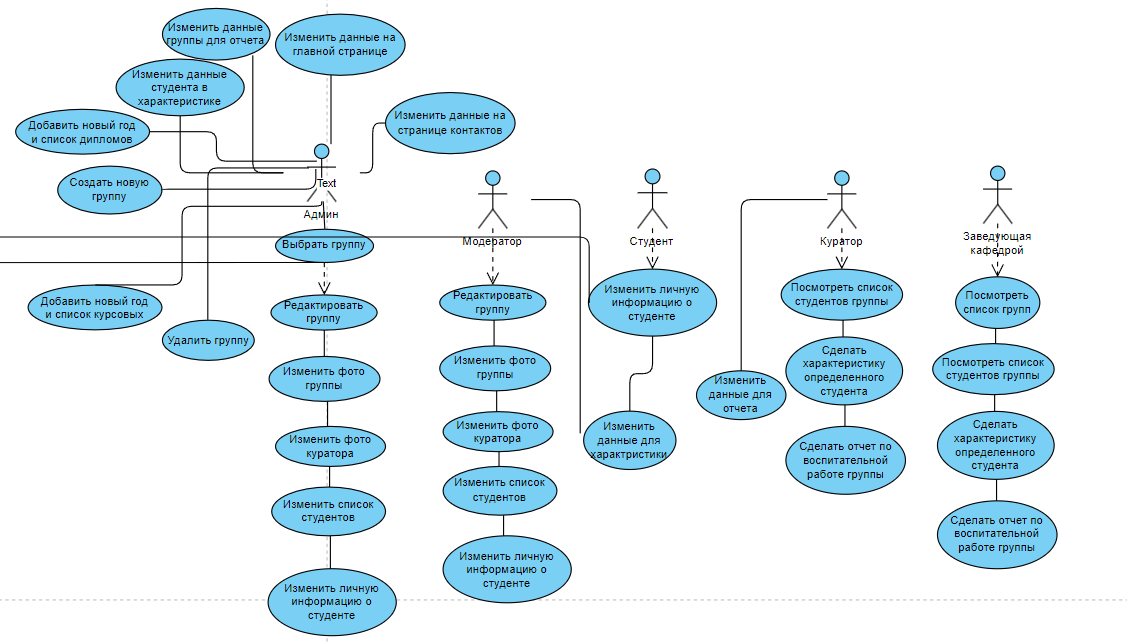 Изменить данные
группы для отчета
Изменить данные на
главной странице
Изменить данные
студента в
характеристике
Изменить данные на
странице контактов
Добавить новый год
и список дипломов
Создать новую
группу
Text
Админ
Модератор
Студент
Куратор
Заведующая
кафедрой
Выбрать группу
Добавить новый год
и список курсовых
Удалить группу
Редактировать
группу
Изменить фото
группы
Изменить фото
куратора
Изменить список
студентов
Изменить личную
информацию о
студенте
Редактировать
группу
Изменить фото
группы
Изменить фото
куратора
Изменить список
студентов
Изменить личную
информацию о
студенте
Изменить личную
информацию о
студенте
Изменить
данные для
характристики
Изменить
данные для
отчета
Посмотреть список
студентов группы
Сделать
характеристику
определенного
студента
Сделать отчет по
воспитательной
работе группы
Посмотреть
список групп
Посмотреть список
студентов группы
Сделать
характеристику
определенного
студента
Сделать отчет по
воспитательной
работе группы